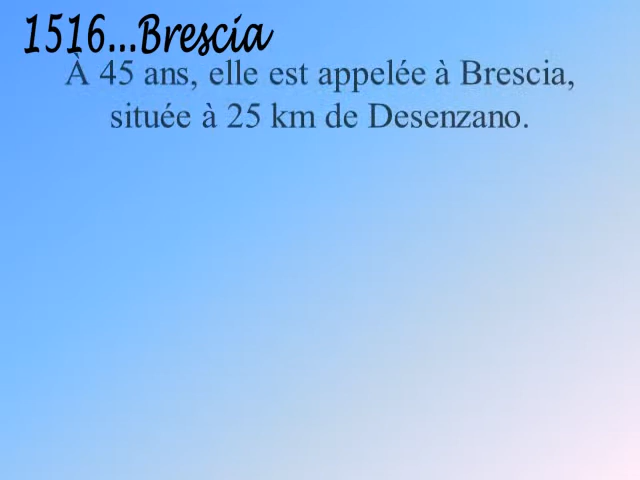 1516...Brescia
À 45 ans, elle est appelée à Brescia,
située à 25 km de Desenzano.